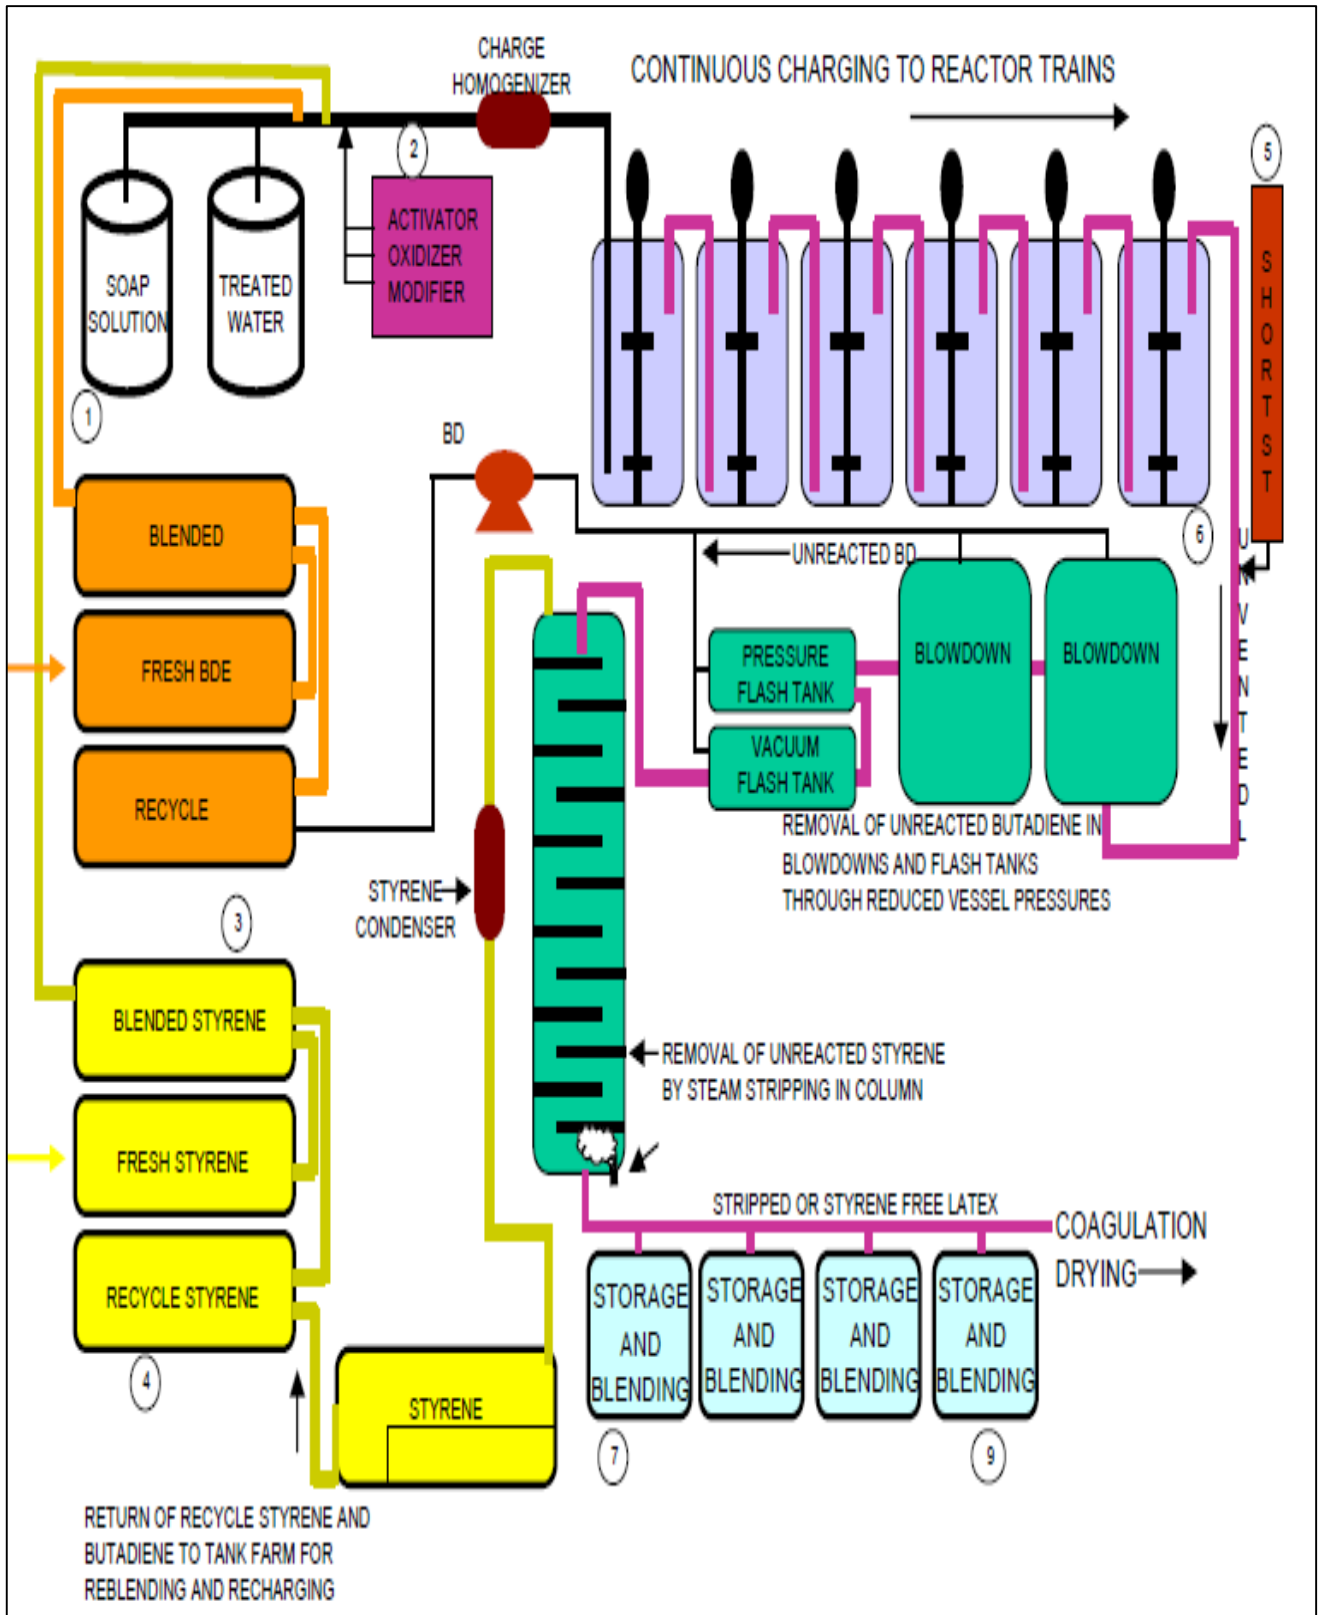 CHARGE
HOMOGENIZER
CONTINUOUS CHARGING TO REACTOR TRAINS
2
5
ACTIVATOR
OXIDIZER
MODIFIER
SOAP
SOLUTION
TREATED
WATER
SHORTST
1
BD
6
UNREACTED BD
UNVENTEDL
BLENDED
FRESH BDE
RECYCLE
PRESSURE
FLASH TANK
VACUUM
FLASH TANK
BLOWDOWN
BLOWDOWN
REMOVAL OF UNREACTED BUTADIENE IN
BLOWDOWNS AND FLASH TANKS
THROUGH REDUCED VESSEL PRESSURES
STYRENE
CONDENSER
3
BLENDED STYRENE
FRESH STYRENE
RECYCLE STYRENE
REMOVAL OF UNREACTED STYRENE
BY STEAM STRIPPING IN COLUMN
STRIPPED OR STYRENE FREE LATEX
COAGULATION
DRYING
STORAGE
AND
BLENDING
STORAGE
AND
BLENDING
STORAGE
AND
BLENDING
STORAGE
AND
BLENDING
4
STYRENE
7
9
RETURN OF RECYCLE STYRENE AND
BUTADIENE TO TANK FARM FOR
REBLENDING AND RECHARGING